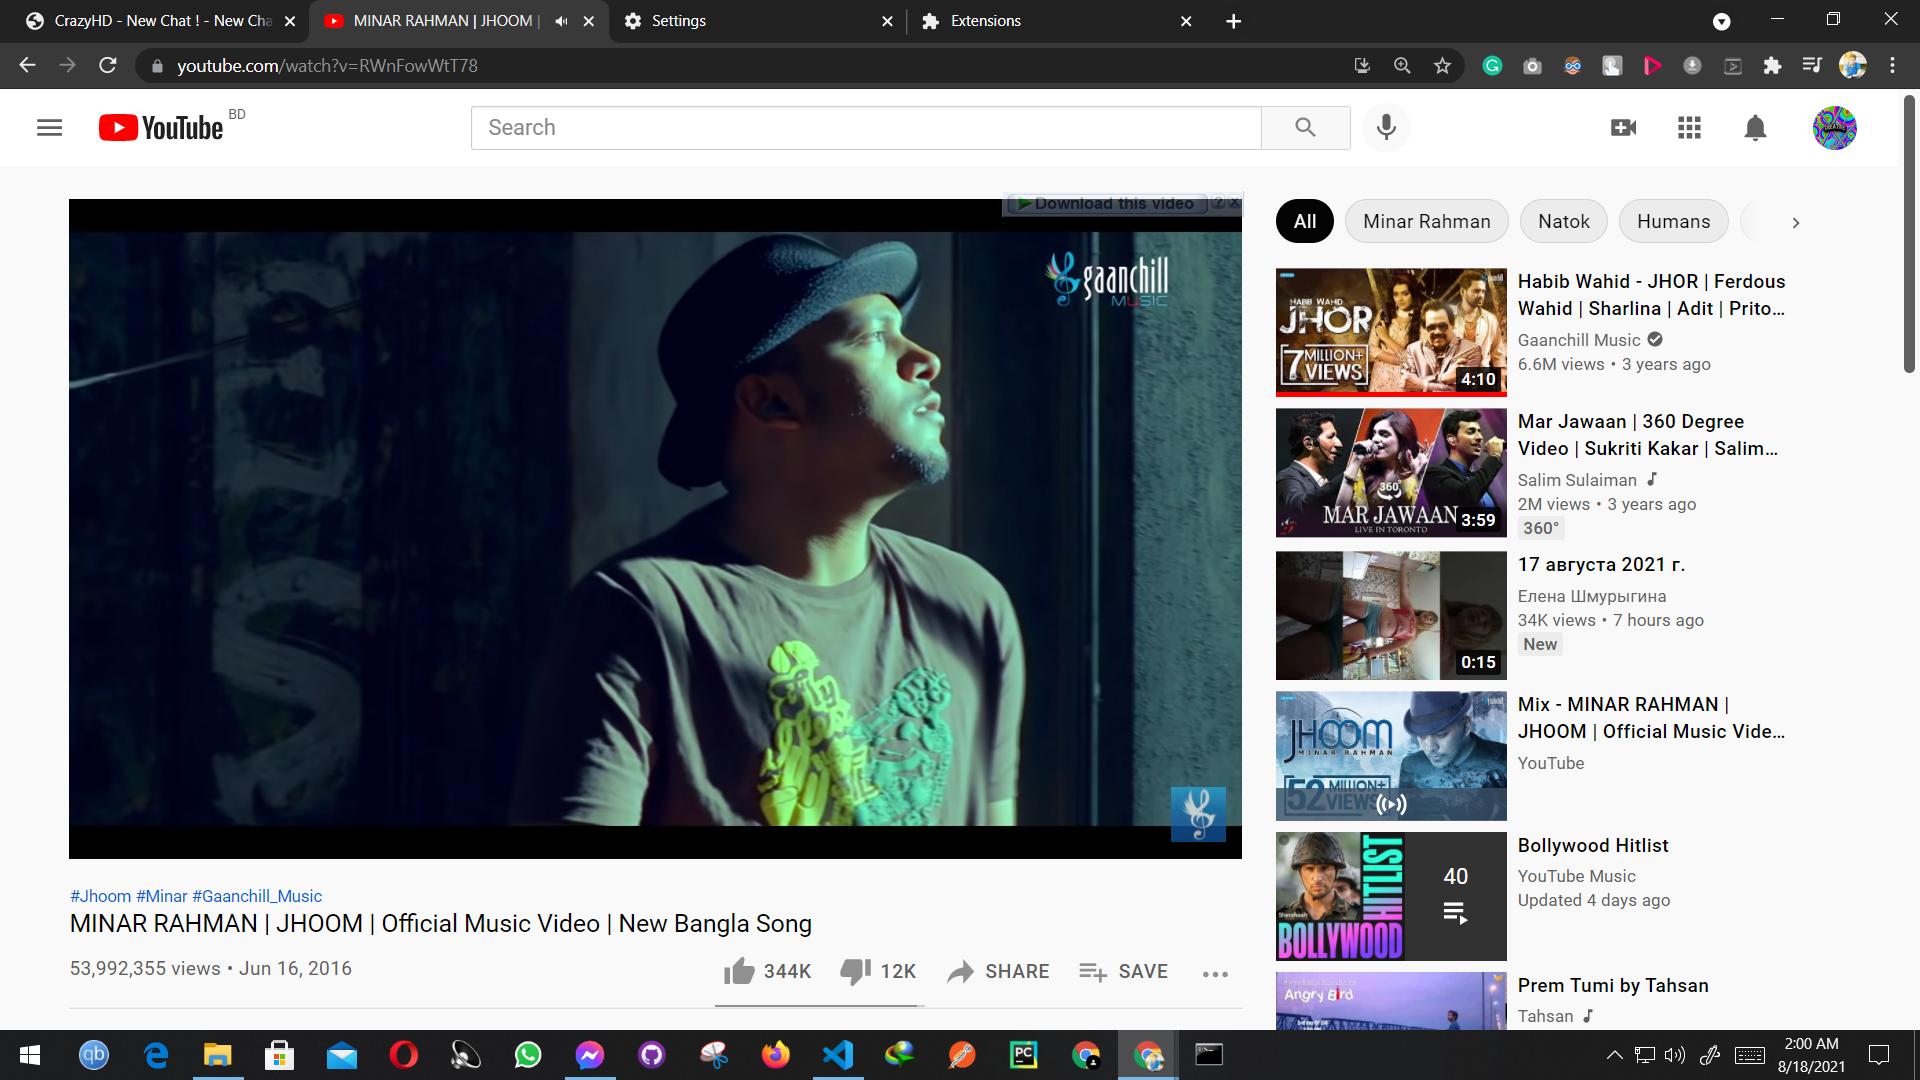 CrazyHD - New Chat ! - New Cha
MINAR RAHMAN | JHOOM |
Settings
Extensions
youtube.com/watch?v=RWnFowWtT78
YouTube BD
Search
Download this video ? X
gaanchill
MUSIC
#Jhoom #Minar #Gaanchill_Music
MINAR RAHMAN | JHOOM | Official Music Video | New Bangla Song
53,992,355 views • Jun 16, 2016
344K
12K
SHARE
SAVE
All
Minar Rahman
Natok
Humans
HABIB WAHID
JHOR
7 MILLION+
VIEWS
4:10
Habib Wahid - JHOR | Ferdous
Wahid | Sharlina | Adit | Prito...
Gaanchill Music
6.6M views • 3 years ago
360°
MAR JAWAAN
LIVE IN TORONTO
3:59
Mar Jawaan | 360 Degree
Video | Sukriti Kakar | Salim...
Salim Sulaiman
2M views • 3 years ago
360°
0:15
17 августа 2021 г.
Елена Шмурыгина
34K views • 7 hours ago
New
JHOOM
MINAR RAHMAN
52 MILLION+
VIEWS
Mix - MINAR RAHMAN |
JHOOM | Official Music Vide...
YouTube
Shershaah
BOLLYWOOD
HITLIST
40
Bollywood Hitlist
YouTube Music
Updated 4 days ago
Angry Bird
Prem Tumi by Tahsan
Tahsan
qb
PC
2:00 AM
8/18/2021